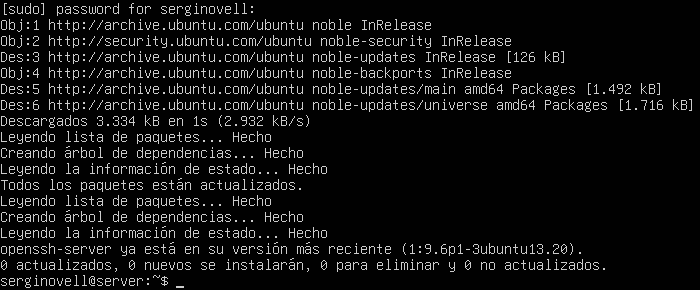 [sudo] password for serginovell:
Obj:1 http://archive.ubuntu.com/ubuntu noble InRelease
Obj:2 http://security.ubuntu.com/ubuntu noble-security InRelease
Des:3 http://archive.ubuntu.com/ubuntu noble-updates InRelease [126 kB]
Obj:4 http://archive.ubuntu.com/ubuntu noble-backports InRelease
Des:5 http://archive.ubuntu.com/ubuntu noble-updates/main amd64 Packages [1.492 kB]
Des:6 http://archive.ubuntu.com/ubuntu noble-updates/universe amd64 Packages [1.716 kB]
Descargados 3.334 kB en 1s (2.932 kB/s)
Leyendo lista de paquetes... Hecho
Creando árbol de dependencias... Hecho
Leyendo la información de estado... Hecho
Todos los paquetes están actualizados.
Leyendo lista de paquetes... Hecho
Creando árbol de dependencias... Hecho
Leyendo la información de estado... Hecho
openssh-server ya está en su versión más reciente (1:9.6p1-3ubuntu13.20).
0 actualizados, 0 nuevos se instalarán, 0 para eliminar y 0 no actualizados.
serginovell@server:~$ _